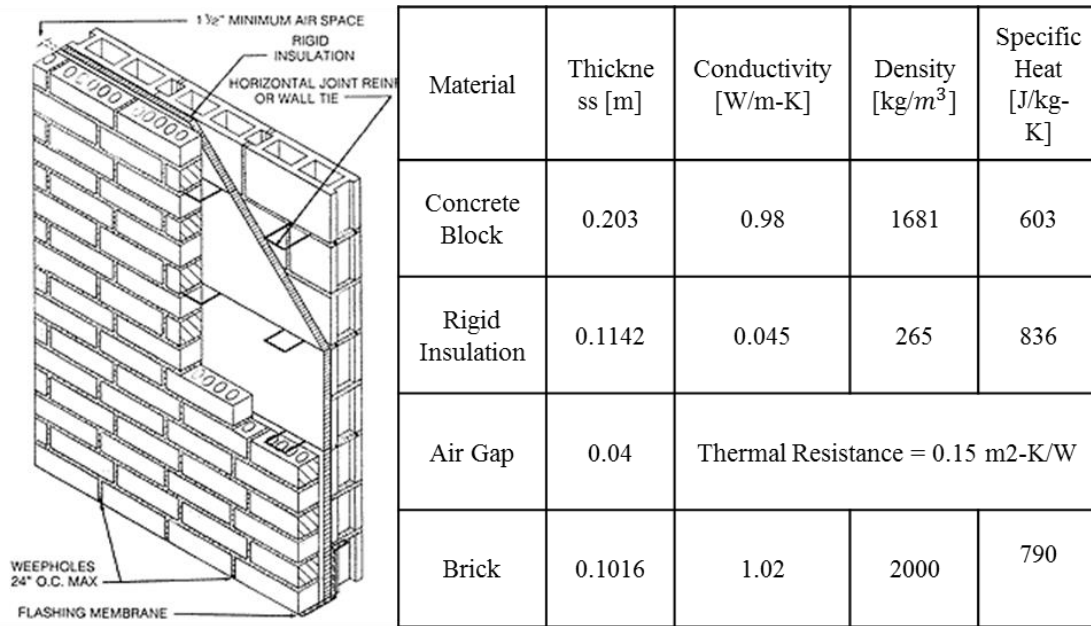 1½" MINIMUM AIR SPACE
RIGID
INSULATION
HORIZONTAL JOINT REINF
OR WALL TIE
WEEPHOLES
24" O.C. MAX
FLASHING MEMBRANE
Material
Thickne
ss [m]
Conductivity
[W/m-K]
Density
[kg/m³]
Specific
Heat
[J/kg-
K]
Concrete
Block
0.203
0.98
1681
603
Rigid
Insulation
0.1142
0.045
265
836
Air Gap
0.04
Thermal Resistance = 0.15 m2-K/W
Brick
0.1016
1.02
2000
790